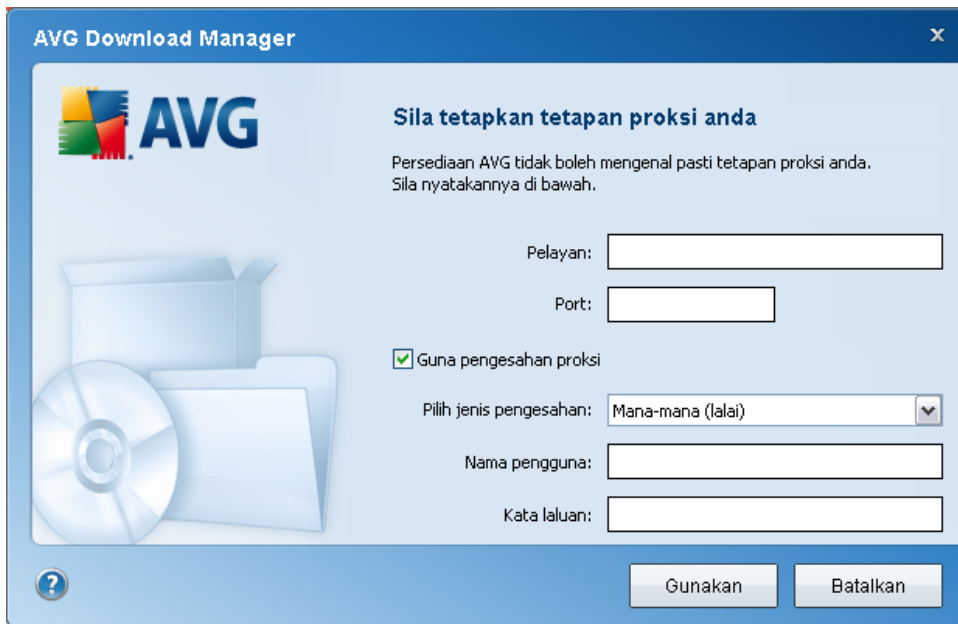 AVG Download Manager
x
AVG
Sila tetapkan tetapan proksi anda
Persediaan AVG tidak boleh mengenal pasti tetapan proksi anda.
Sila nyatakannya di bawah.
Pelayan:
Port:
Guna pengesahan proksi
Pilih jenis pengesahan: Mana-mana (lalai)
Nama pengguna:
Kata laluan:
? Gunakan Batalkan